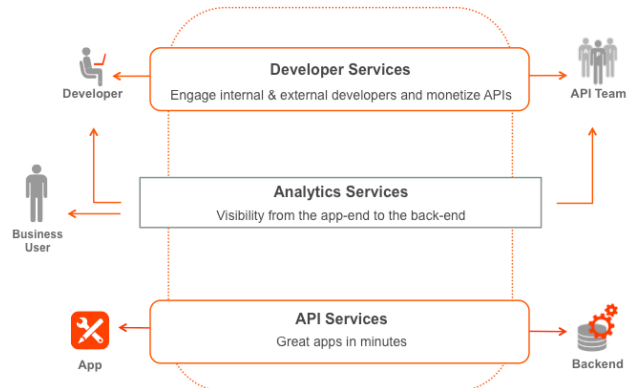 Developer Services
Engage internal & external developers and monetize APIs
Developer
API Team
Analytics Services
Visibility from the app-end to the back-end
Business
User
API Services
Great apps in minutes
App
Backend